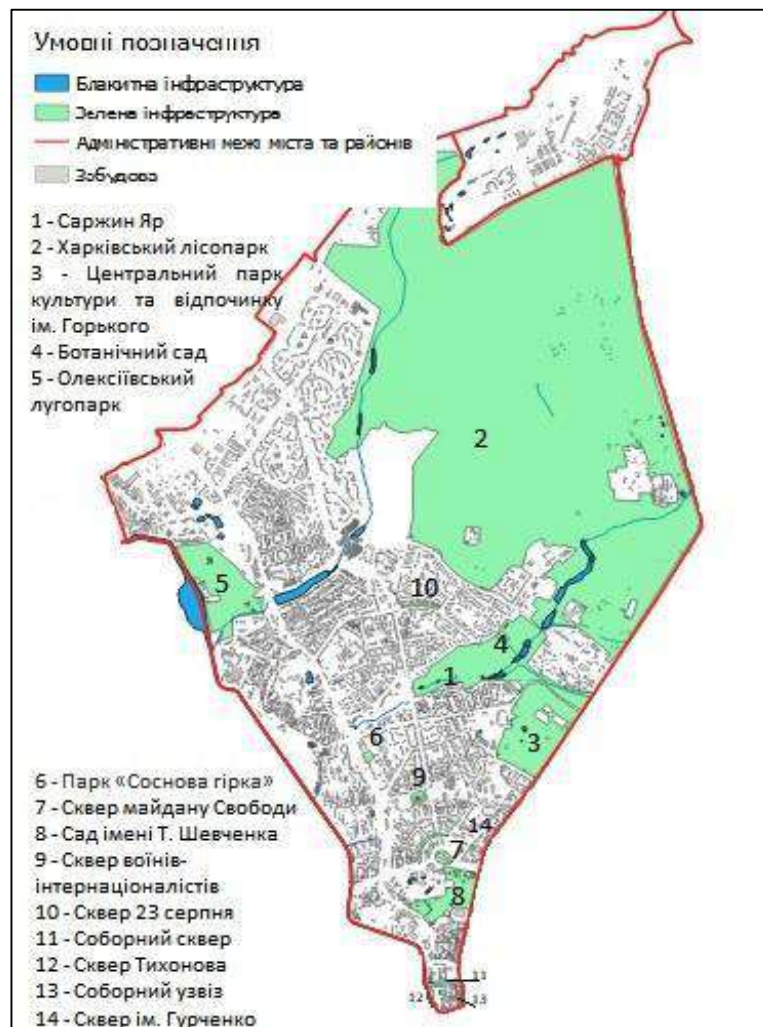 Умовні позначення
Блакитна інфраструктура
Зелена інфраструктура
Адміністративні межі міста та районів
Забудова
1 - Саржин Яр
2 - Харківський лісопарк
3 - Центральний парк
культури та відпочинку
ім. Горького
4 - Ботанічний сад
5 - Олексіївський
лугопарк
2
5
10
4
1
3
6
9
14
7
8
11
12
13
6 - Парк «Соснова гірка»
7 - Сквер майдану Свободи
8 - Сад імені Т. Шевченка
9 - Сквер воїнів-
інтернаціоналістів
10 - Сквер 23 серпня
11 - Соборний сквер
12 - Сквер Тихонова
13 - Соборний узвіз
14 - Сквер ім. Гурченко